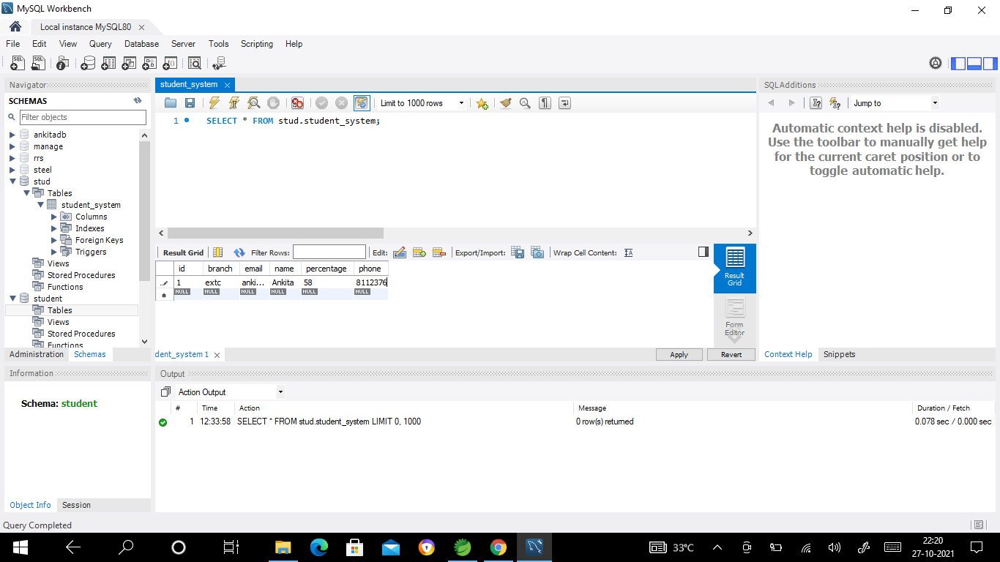 MySQL Workbench
Local instance MySQL80
File Edit View Query Database Server Tools Scripting Help
Navigator
SCHEMAS
Filter objects
ankitadb
manage
rrs
steel
stud
Tables
student_system
Columns
Indexes
Foreign Keys
Triggers
Views
Stored Procedures
Functions
student
Tables
Views
Stored Procedures
Functions
Administration Schemas
Information
Schema: student
Object Info Session
student_system
Limit to 1000 rows
1 SELECT * FROM stud.student_system;
Result Grid Filter Rows: Edit: Export/Import: Wrap Cell Content:
id branch email name percentage phone
1 extc anki... Ankita 58 8112376
NULL NULL NULL NULL NULL NULL
Result
Grid
Form
Editor
dent_system 1
Apply Revert
SQLAdditions
Jump to
Automatic context help is disabled.
Use the toolbar to manually get help
for the current caret position or to
toggle automatic help.
Context Help Snippets
Output
Action Output
# Time Action Message Duration / Fetch
1 12:33:58 SELECT * FROM stud.student_system LIMIT 0, 1000 0 row(s) returned 0.078 sec / 0.000 sec
Query Completed
33°C
22:20
27-10-2021